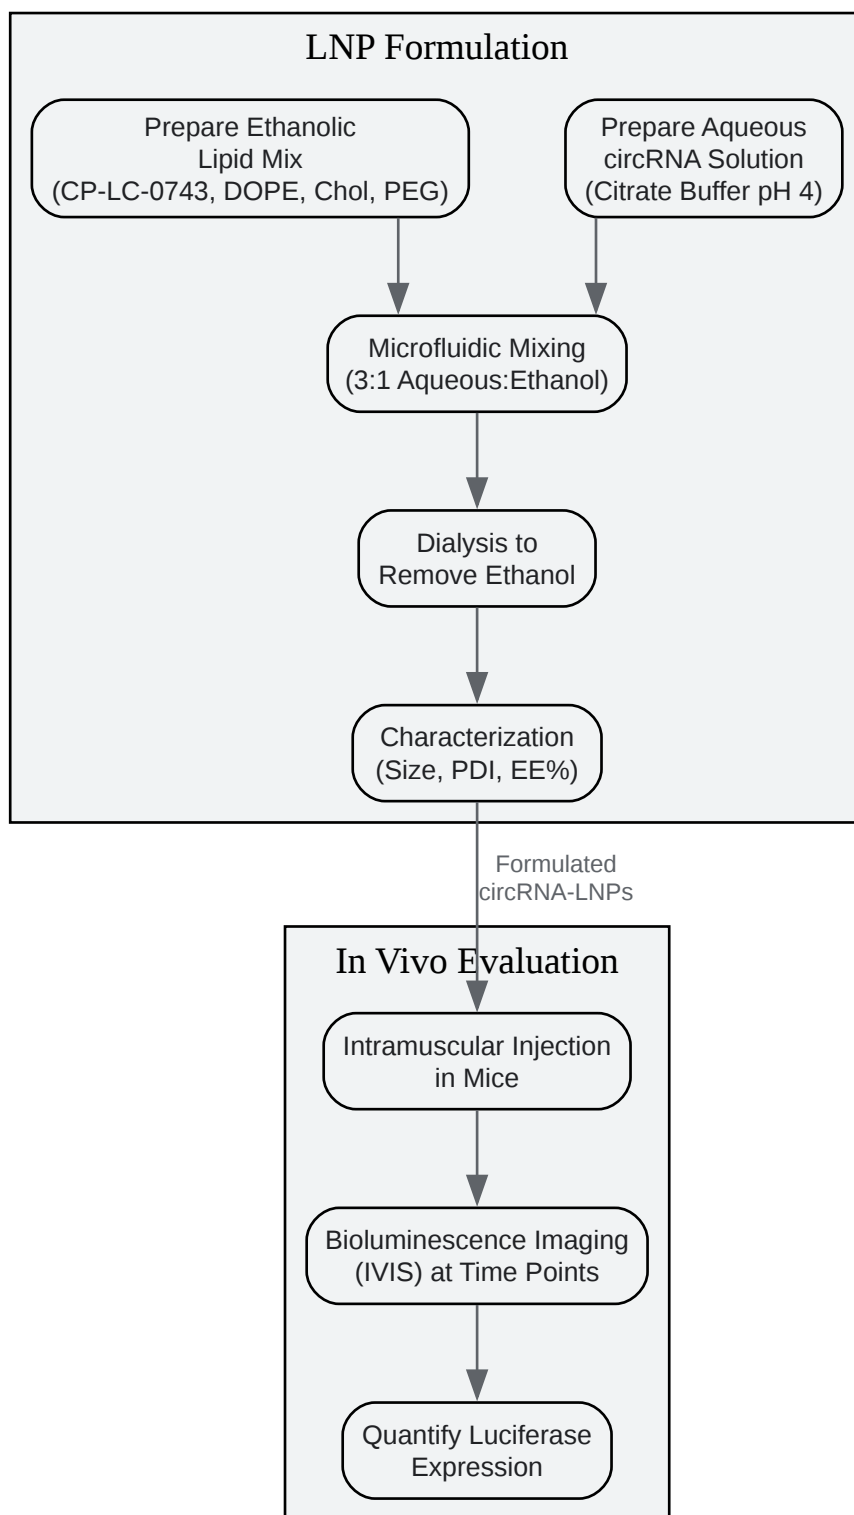 LNP Formulation
Prepare Ethanolic
Lipid Mix
(CP-LC-0743, DOPE, Chol, PEG)
Prepare Aqueous
circRNA Solution
(Citrate Buffer pH 4)
Microfluidic Mixing
(3:1 Aqueous:Ethanol)
Dialysis to
Remove Ethanol
Characterization
(Size, PDI, EE%)
Formulated
circRNA-LNPs
In Vivo Evaluation
Intramuscular Injection
in Mice
Bioluminescence Imaging
(IVIS) at Time Points
Quantify Luciferase
Expression